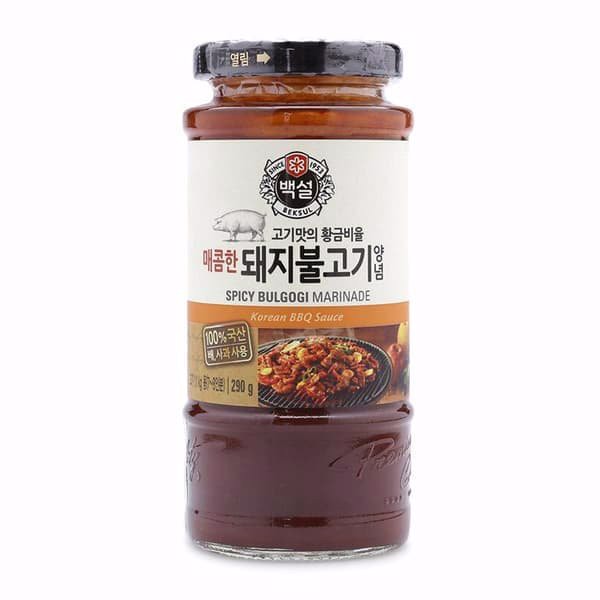 열림 →
SINCE 1953
백설
BEKSUL
고기맛의 황금비율
매콤한 돼지불고기 양념
SPICY BULGOGI MARINADE
Korean BBQ Sauce
100% 국산
배, 사과 사용
290 g